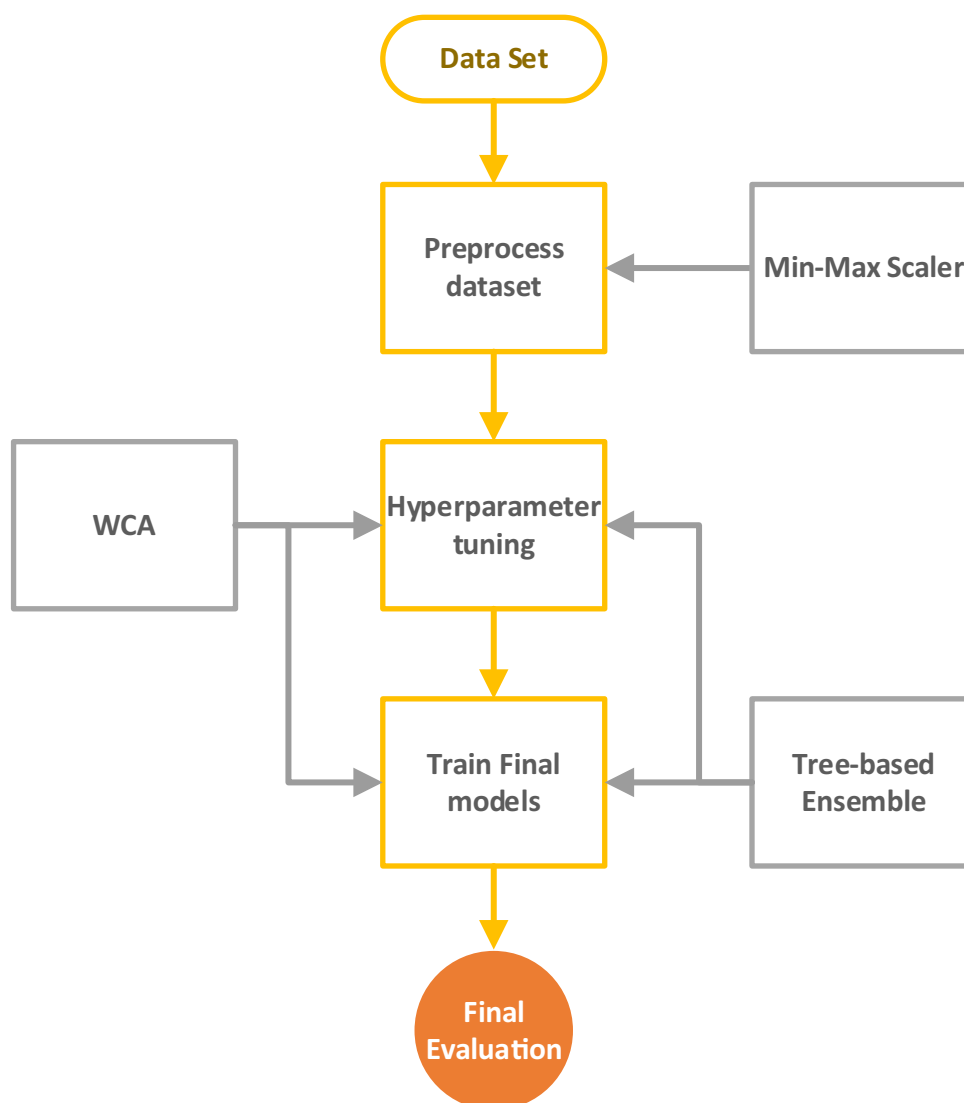 Data Set
Preprocess
dataset
Min-Max Scaler
WCA
Hyperparameter
tuning
Train Final
models
Tree-based
Ensemble
Final
Evaluation